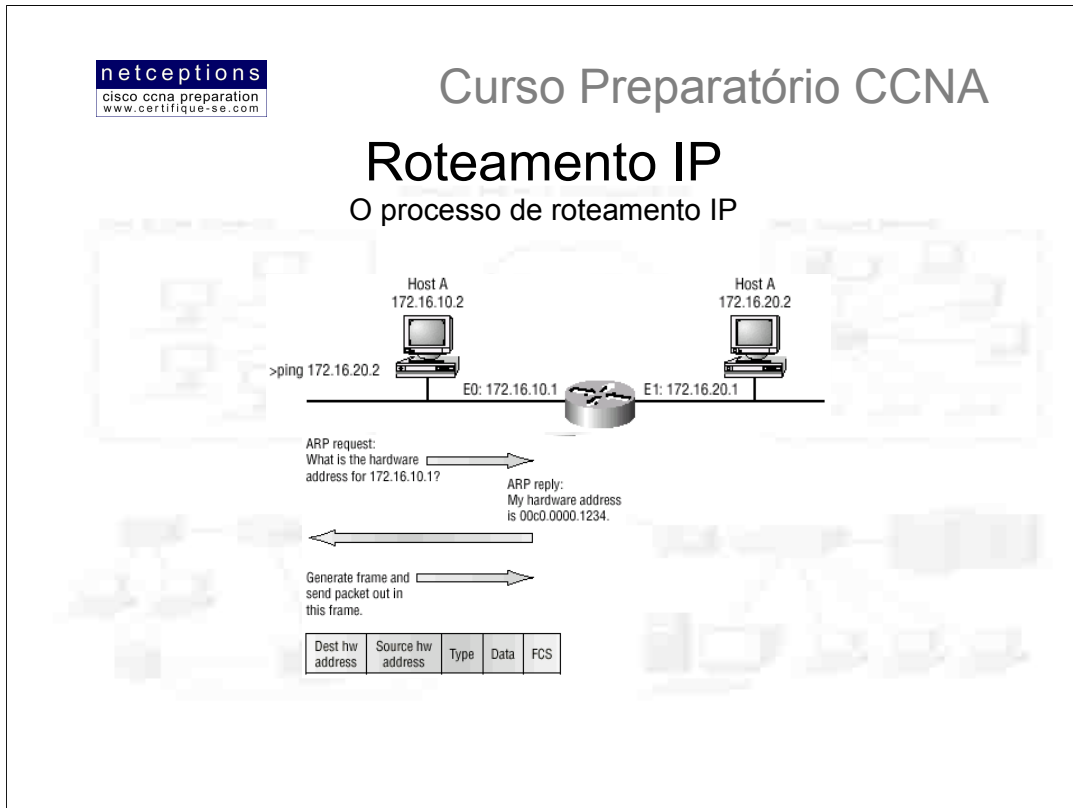 netceptions
cisco ccna preparation
www.certifique-se.com
Curso Preparatório CCNA
Roteamento IP
O processo de roteamento IP
Host A
172.16.10.2
Host A
172.16.20.2
>ping 172.16.20.2
E0: 172.16.10.1
E1: 172.16.20.1
ARP request:
What is the hardware
address for 172.16.10.1?
ARP reply:
My hardware address
is 00c0.0000.1234.
Generate frame and
send packet out in
this frame.
Dest hw
address
Source hw
address
Type
Data
FCS